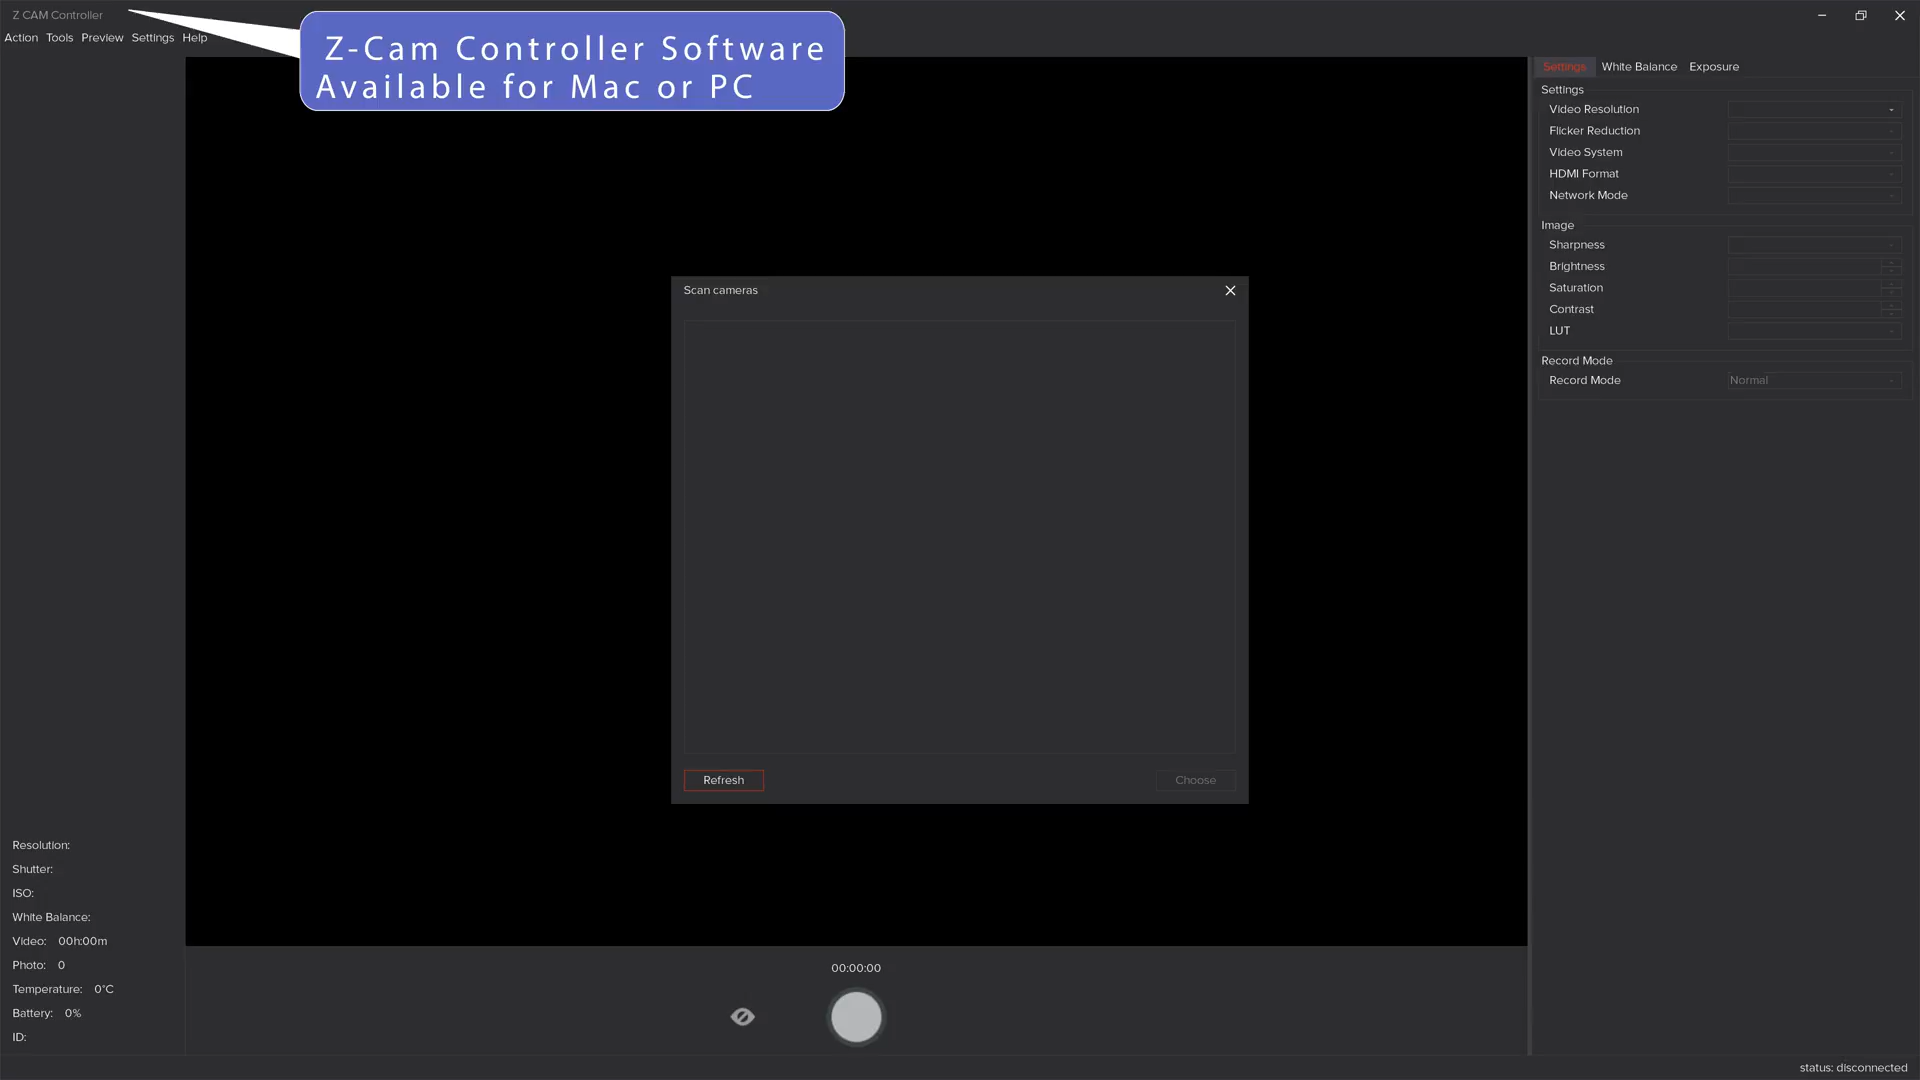 Z CAM Controller
Action Tools Preview Settings Help
Z-Cam Controller Software
Available for Mac or PC
Settings White Balance Exposure
Settings
Video Resolution
Flicker Reduction
Video System
HDMI Format
Network Mode
Image
Sharpness
Brightness
Saturation
Contrast
LUT
Record Mode
Record Mode Normal
Scan cameras
Refresh Choose
Resolution:
Shutter:
ISO:
White Balance:
Video: 00h:00m
Photo: 0
Temperature: 0°C
Battery: 0%
ID:
00:00:00
status: disconnected